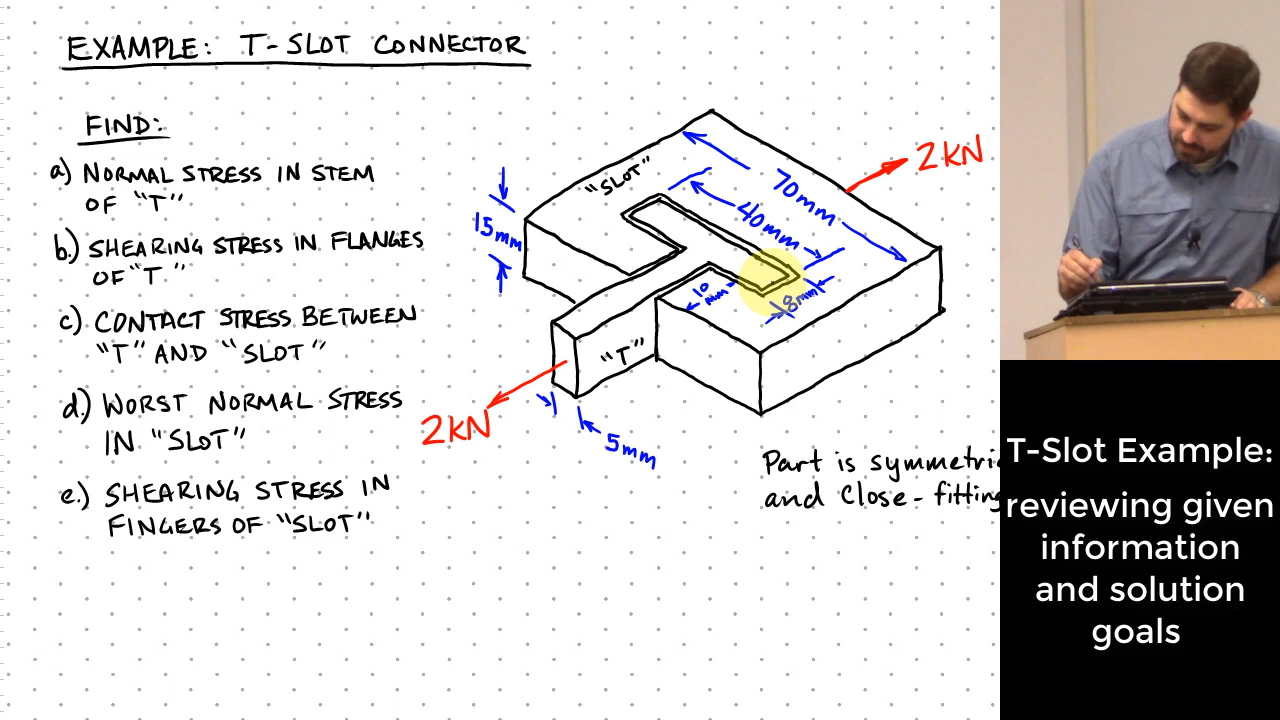 EXAMPLE: T-SLOT CONNECTOR
FIND:
a) NORMAL STRESS IN STEM
OF "T"
b.) SHEARING STRESS IN FLANGES
OF "T"
c.) CONTACT STRESS BETWEEN
"T" AND "SLOT"
d.) WORST NORMAL STRESS
IN "SLOT"
e.) SHEARING STRESS IN
FINGERS OF "SLOT"
"SLOT"
2kN
70mm
40mm
15mm
10
mm
8mm
"T"
2kN
5mm
Part is symmetric
and Close-fitting
T-Slot Example:
reviewing given
information
and solution
goals